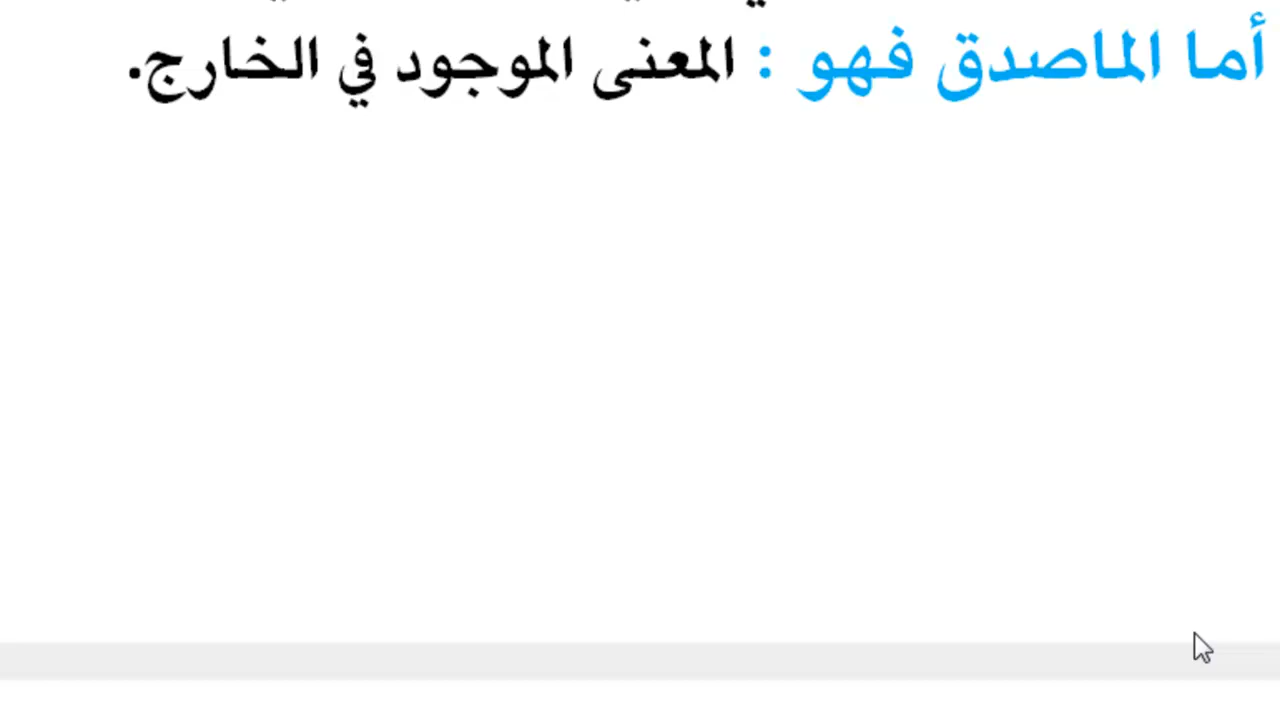 أما الماصدق فهو : المعنى الموجود في الخارج.